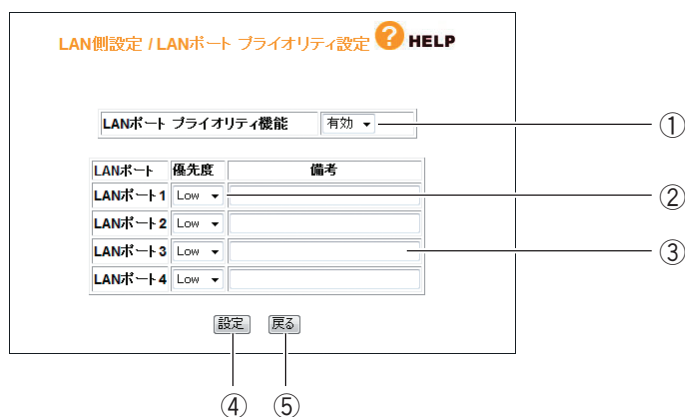 LAN側設定 / LANポート プライオリティ設定 ? HELP
LANポート プライオリティ機能 有効
①
LANポート 優先度 備考
LANポート1 Low
②
LANポート2 Low
LANポート3 Low
③
LANポート4 Low
設定 戻る
④ ⑤